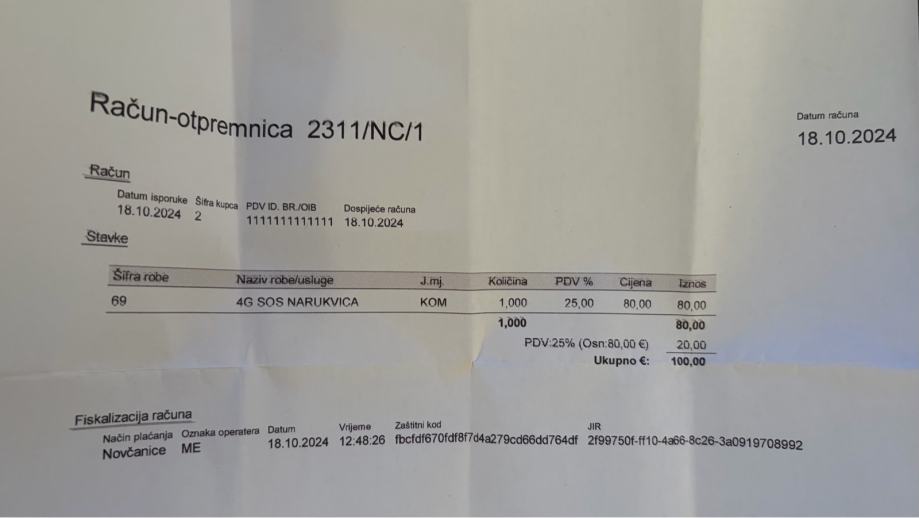 Račun-otpremnica 2311/NC/1
Datum računa
18.10.2024
Račun
Datum isporuke Šifra kupca PDV ID. BR./OIB Dospijeće računa
18.10.2024 2 1111111111111 18.10.2024
Stavke
Šifra robe Naziv robe/usluge J.mj. Količina PDV % Cijena Iznos
69 4G SOS NARUKVICA KOM 1,000 25,00 80,00 80,00
1,000 80,00
PDV:25% (Osn:80,00 €) 20,00
Ukupno €: 100,00
Fiskalizacija računa
Način plaćanja Oznaka operatera Datum Vrijeme Zaštitni kod JIR
Novčanice ME 18.10.2024 12:48:26 fbcfdf670fdf8f7d4a279cd66dd764df 2f99750f-ff10-4a66-8c26-3a0919708992